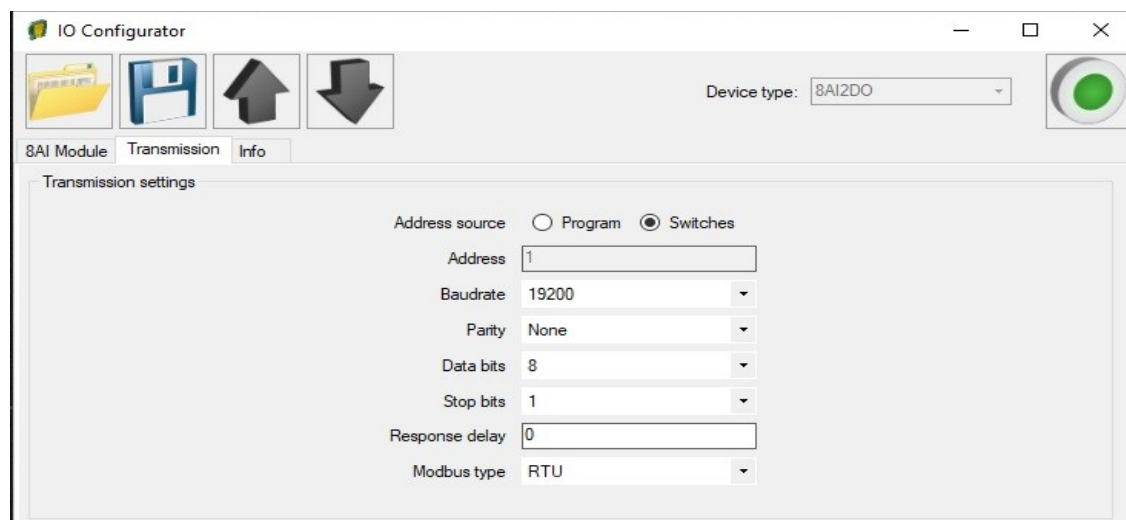 IO Configurator
Device type: 8AI2DO
8AI Module Transmission Info
Transmission settings
Address source Program Switches
Address 1
Baudrate 19200
Parity None
Data bits 8
Stop bits 1
Response delay 0
Modbus type RTU